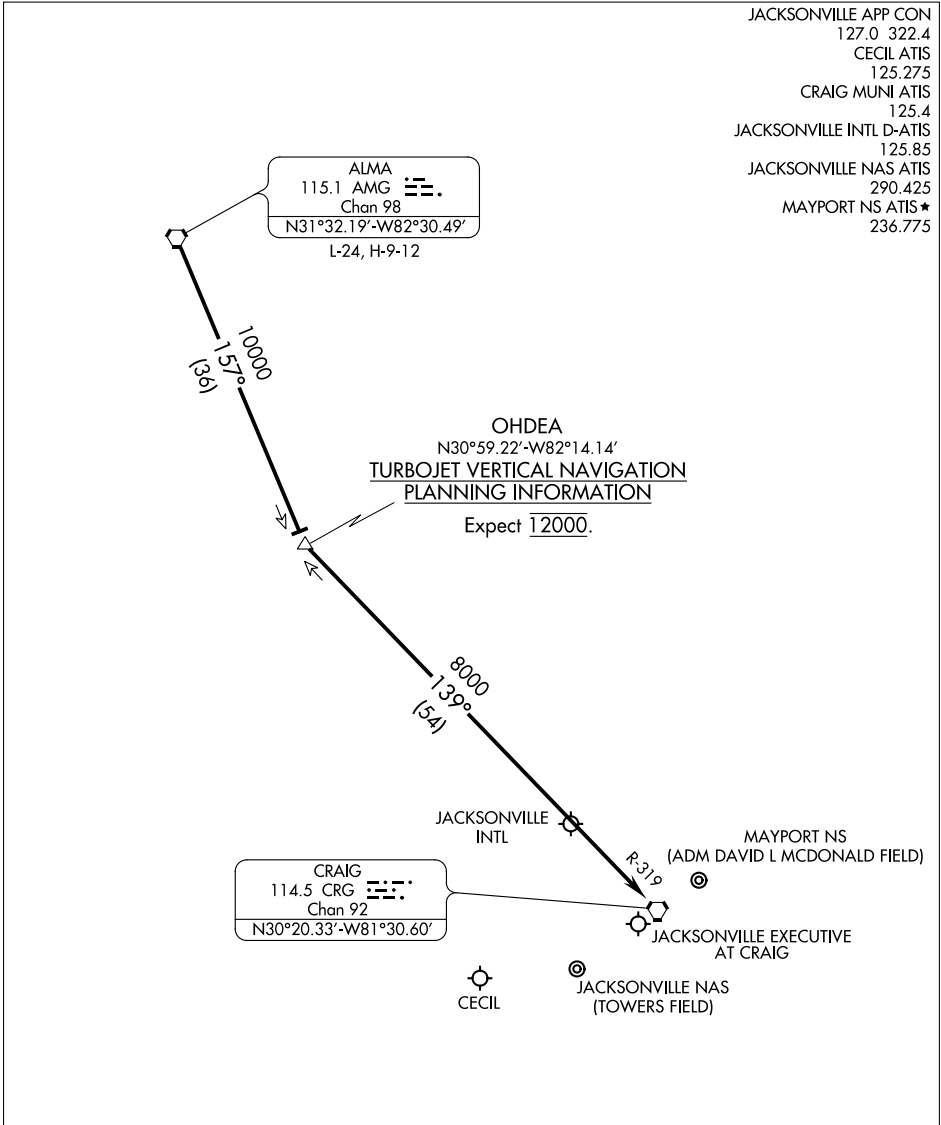 JACKSONVILLE APP CON
127.0 322.4
CECIL ATIS
125.275
CRAIG MUNI ATIS
125.4
JACKSONVILLE INTL D-ATIS
125.85
JACKSONVILLE NAS ATIS
290.425
MAYPORT NS ATIS★
236.775
ALMA
115.1 AMG
Chan 98
N31°32.19'-W82°30.49'
L-24, H-9-12
10000
157°
(36)
OHDEA
N30°59.22'-W82°14.14'
TURBOJET VERTICAL NAVIGATION
PLANNING INFORMATION
Expect 12000.
8000
139°
(54)
JACKSONVILLE
INTL
R-319
MAYPORT NS
(ADM DAVID L MCDONALD FIELD)
CRAIG
114.5 CRG
Chan 92
N30°20.33'-W81°30.60'
JACKSONVILLE EXECUTIVE
AT CRAIG
CECIL
JACKSONVILLE NAS
(TOWERS FIELD)